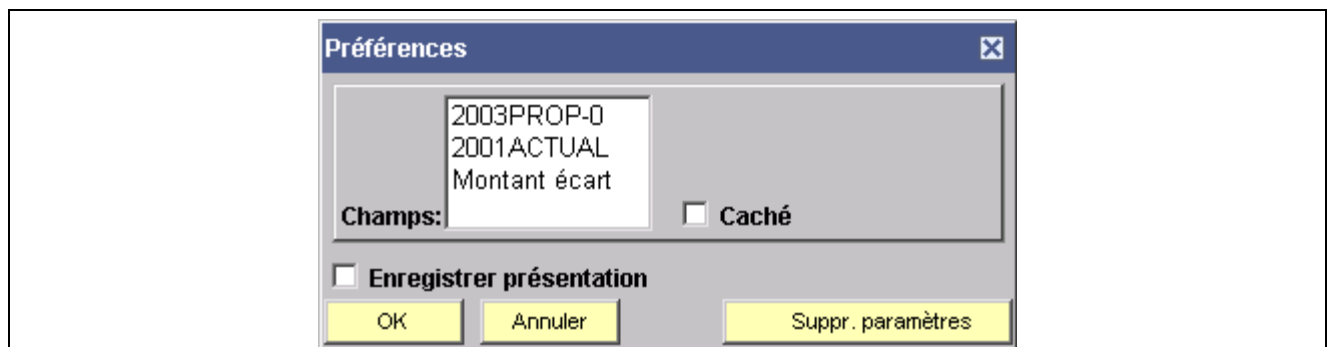 Préférences
2003PROP-0
2001ACTUAL
Montant écart
Champs:
Caché
Enregistrer présentation
OK
Annuler
Suppr. paramètres